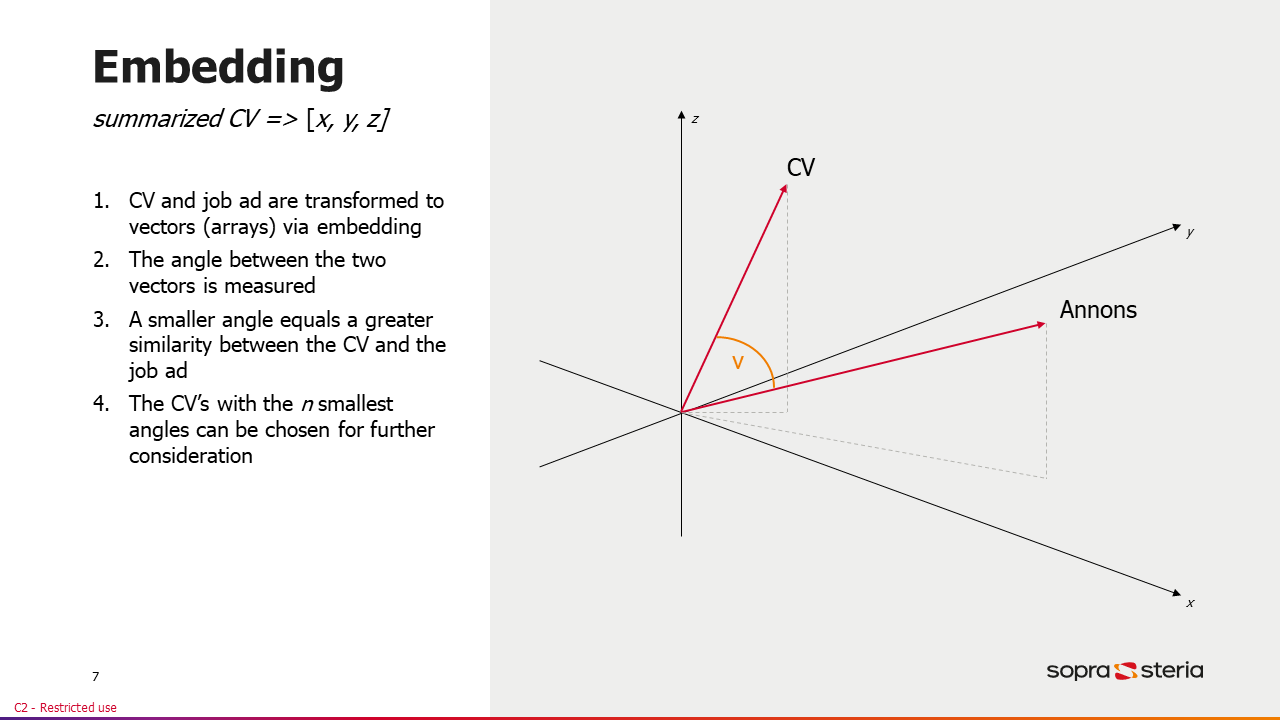 Embedding
summarized CV => [x, y, z]
1. CV and job ad are transformed to
vectors (arrays) via embedding
2. The angle between the two
vectors is measured
3. A smaller angle equals a greater
similarity between the CV and the
job ad
4. The CV’s with the n smallest
angles can be chosen for further
consideration
z
CV
y
Annons
v
x
sopra steria
7
C2 - Restricted use